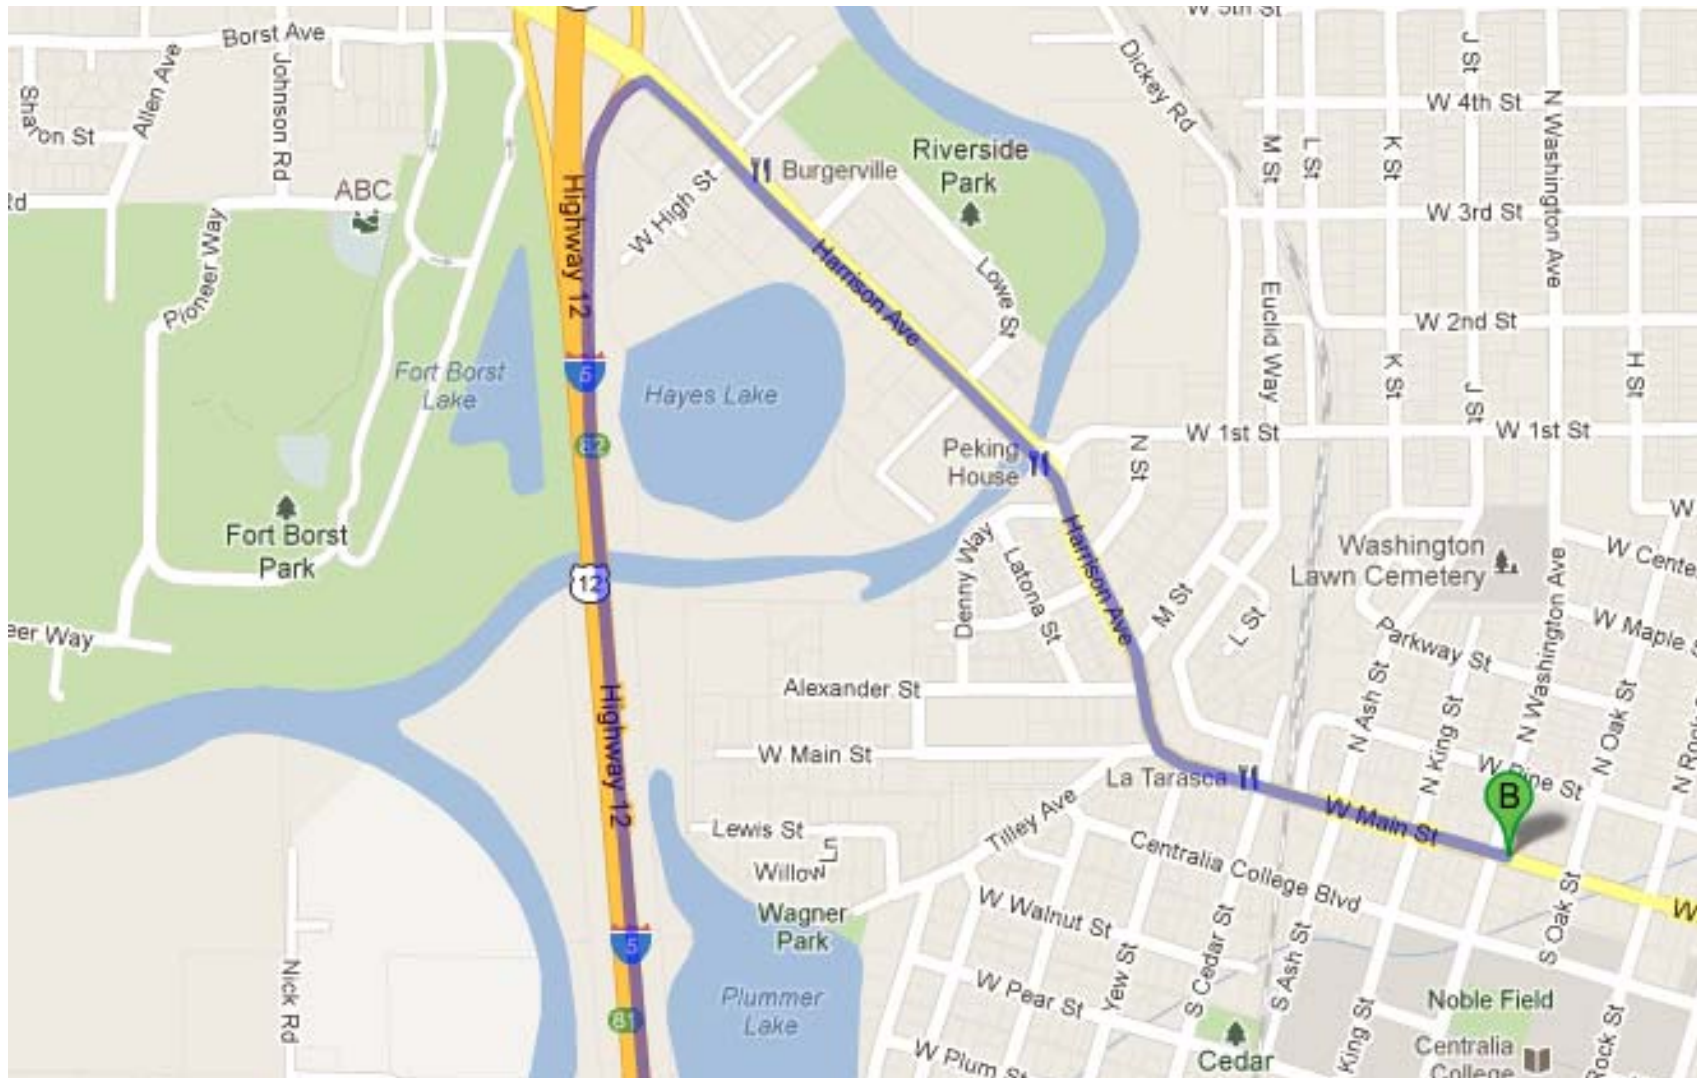 W 5th St
Borst Ave
Allen Ave
Johnson Rd
Sharon St
Dickey Rd
J St
W 4th St
N Washington Ave
M St
L St
K St
Riverside
Park
Burgerville
ABC
Rd
Highway 12
W High St
W 3rd St
Pioneer Way
Harrison Ave
Lowe St
Euclid Way
W 2nd St
Fort Borst
Lake
5
Hayes Lake
K St
J St
H St
82
Peking
House
W 1st St
W 1st St
N St
Fort Borst
Park
W
Harrison Ave
Denny Way
Latona St
Washington
Lawn Cemetery
W Cente
12
M St
L St
N Washington Ave
W Maple S
eer Way
Parkway St
Alexander St
Highway 12
N Ash St
N King St
N Washington Ave
N Oak St
N Rock
W Main St
La Tarasca
W Pine St
B
Tilley Ave
W Main St
Lewis St
Willow Ln
Centralia College Blvd
W
Wagner
Park
W Walnut St
S Oak St
5
Nick Rd
Yew St
S Cedar St
S Ash St
Plummer
Lake
W Pear St
Noble Field
81
King St
Rock St
W Plum St
Cedar
Centralia
College